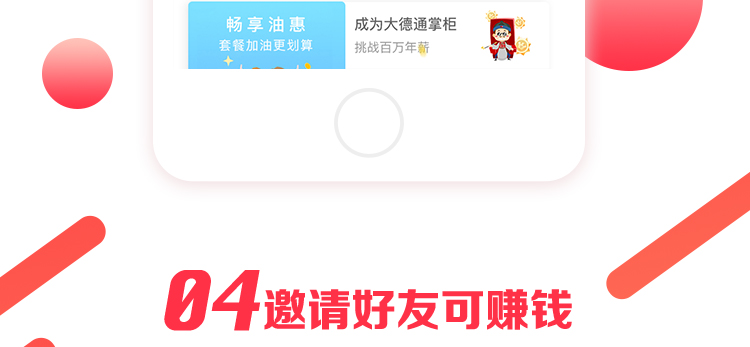 畅享油惠
套餐加油更划算
成为大德通掌柜
挑战百万年薪
04邀请好友可赚钱